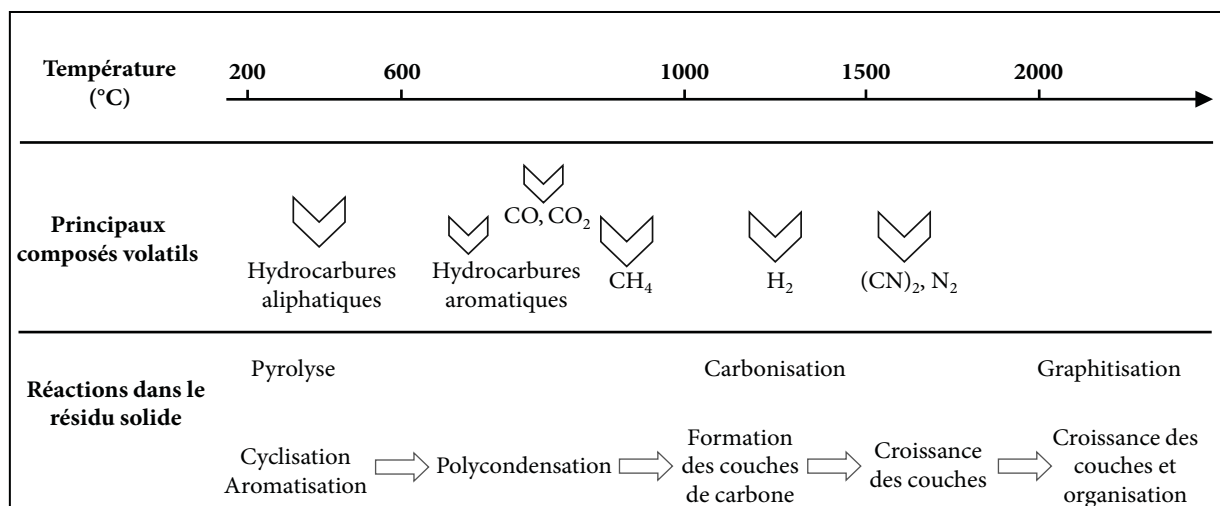 Température
(°C)
200 600 1000 1500 2000
Principaux
composés volatils
CO, CO2
Hydrocarbures
aliphatiques
Hydrocarbures
aromatiques
CH4
H2
(CN)2, N2
Réactions dans le
résidu solide
Pyrolyse
Carbonisation
Graphitisation
Cyclisation
Aromatisation
Polycondensation
Formation
des couches
de carbone
Croissance
des couches
Croissance des
couches et
organisation